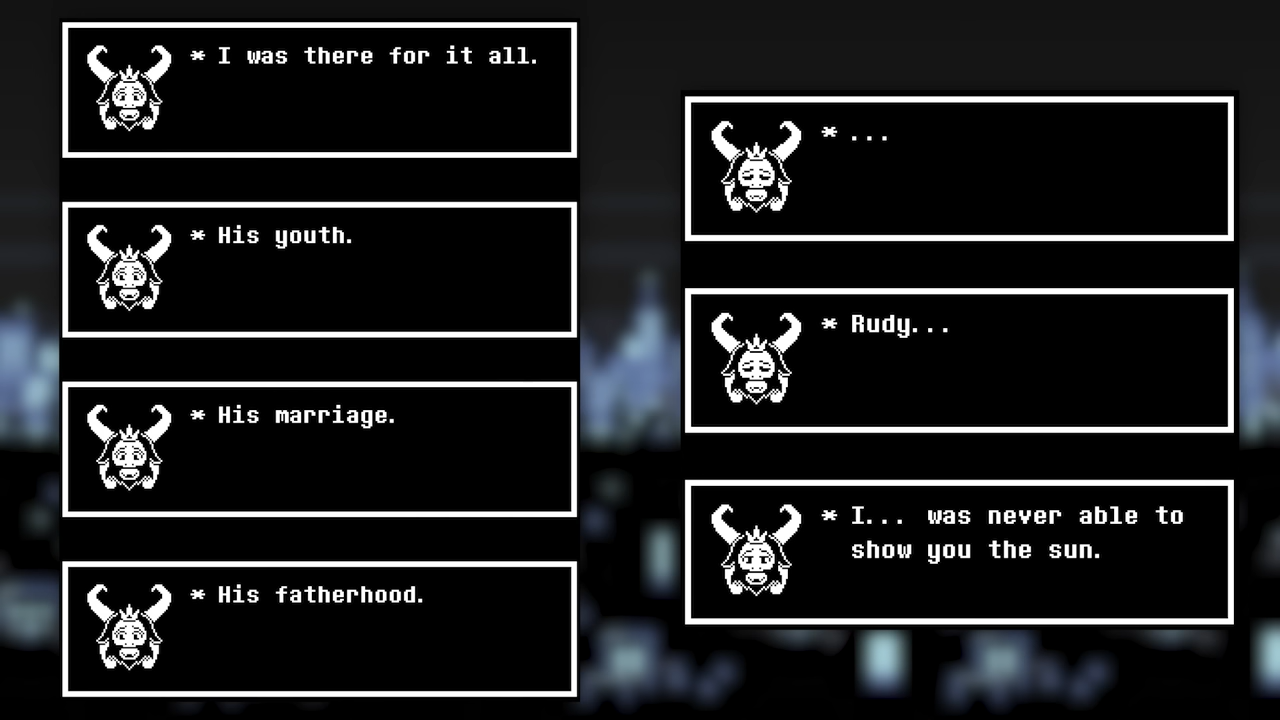 * I was there for it all.
* His youth.
* His marriage.
* His fatherhood.
* ...
* Rudy...
* I... was never able to
show you the sun.